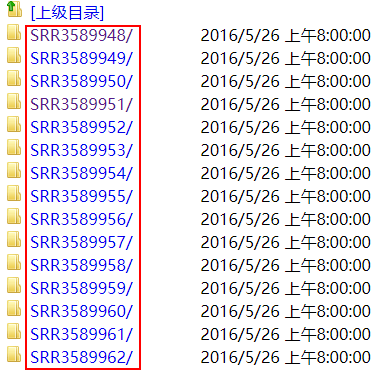 [上级目录]
SRR3589948/ 2016/5/26 上午8:00:00
SRR3589949/ 2016/5/26 上午8:00:00
SRR3589950/ 2016/5/26 上午8:00:00
SRR3589951/ 2016/5/26 上午8:00:00
SRR3589952/ 2016/5/26 上午8:00:00
SRR3589953/ 2016/5/26 上午8:00:00
SRR3589954/ 2016/5/26 上午8:00:00
SRR3589955/ 2016/5/26 上午8:00:00
SRR3589956/ 2016/5/26 上午8:00:00
SRR3589957/ 2016/5/26 上午8:00:00
SRR3589958/ 2016/5/26 上午8:00:00
SRR3589959/ 2016/5/26 上午8:00:00
SRR3589960/ 2016/5/26 上午8:00:00
SRR3589961/ 2016/5/26 上午8:00:00
SRR3589962/ 2016/5/26 上午8:00:00